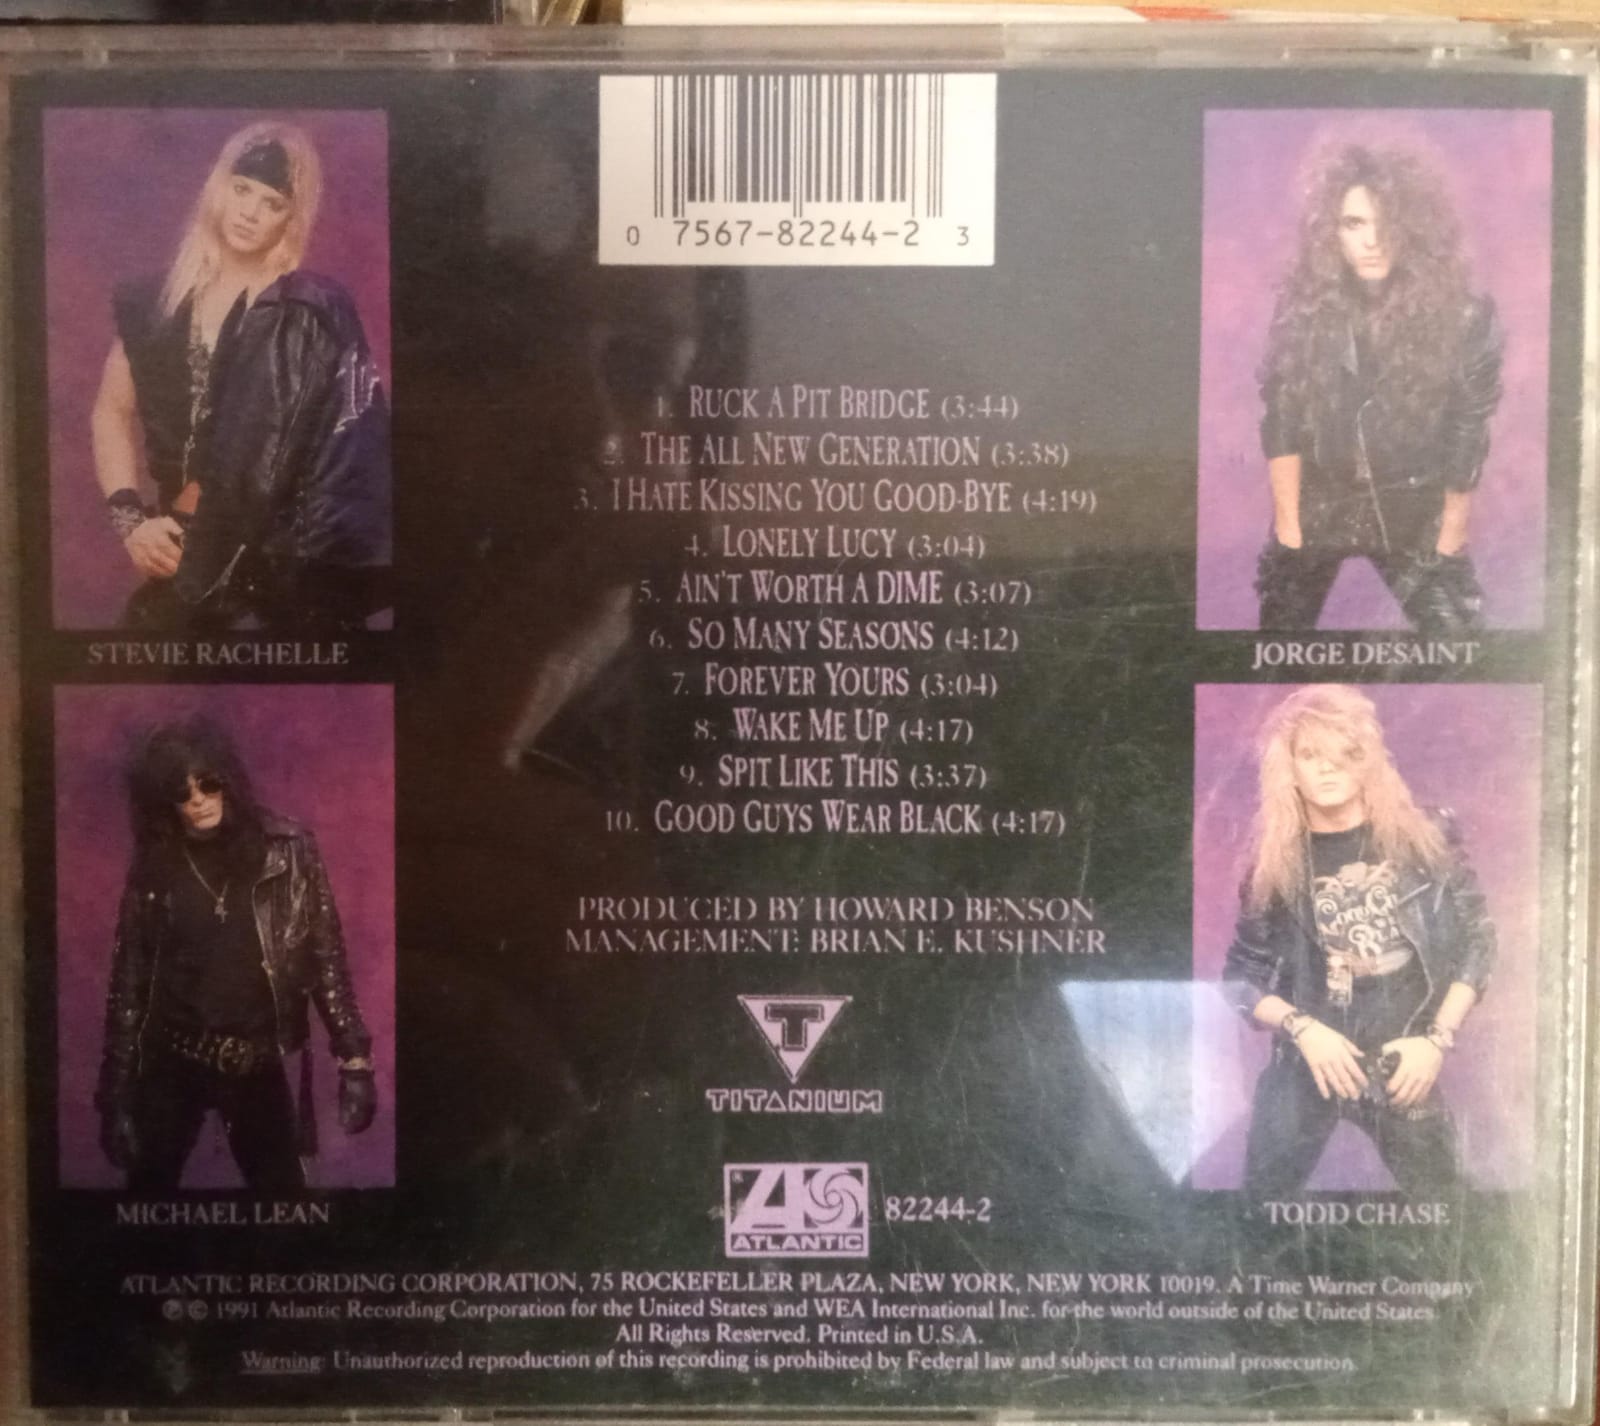 0 7567-82244-2 3
1. RUCK A PIT BRIDGE (3:44)
2. THE ALL NEW GENERATION (3:38)
3. I HATE KISSING YOU GOOD-BYE (4:19)
4. LONELY LUCY (3:04)
5. AIN'T WORTH A DIME (3:07)
6. SO MANY SEASONS (4:12)
7. FOREVER YOURS (3:04)
8. WAKE ME UP (4:17)
9. SPIT LIKE THIS (3:37)
10. GOOD GUYS WEAR BLACK (4:17)
STEVIE RACHELLE
JORGE DESAINT
PRODUCED BY HOWARD BENSON
MANAGEMENT: BRIAN E. KUSHNER
T
TITANIUM
MICHAEL LEAN
TODD CHASE
® A
ATLANTIC
82244-2
ATLANTIC RECORDING CORPORATION, 75 ROCKEFELLER PLAZA, NEW YORK, NEW YORK 10019. A Time Warner Company
℗ © 1991 Atlantic Recording Corporation for the United States and WEA International Inc. for the world outside of the United States.
All Rights Reserved. Printed in U.S.A.
Warning: Unauthorized reproduction of this recording is prohibited by Federal law and subject to criminal prosecution.